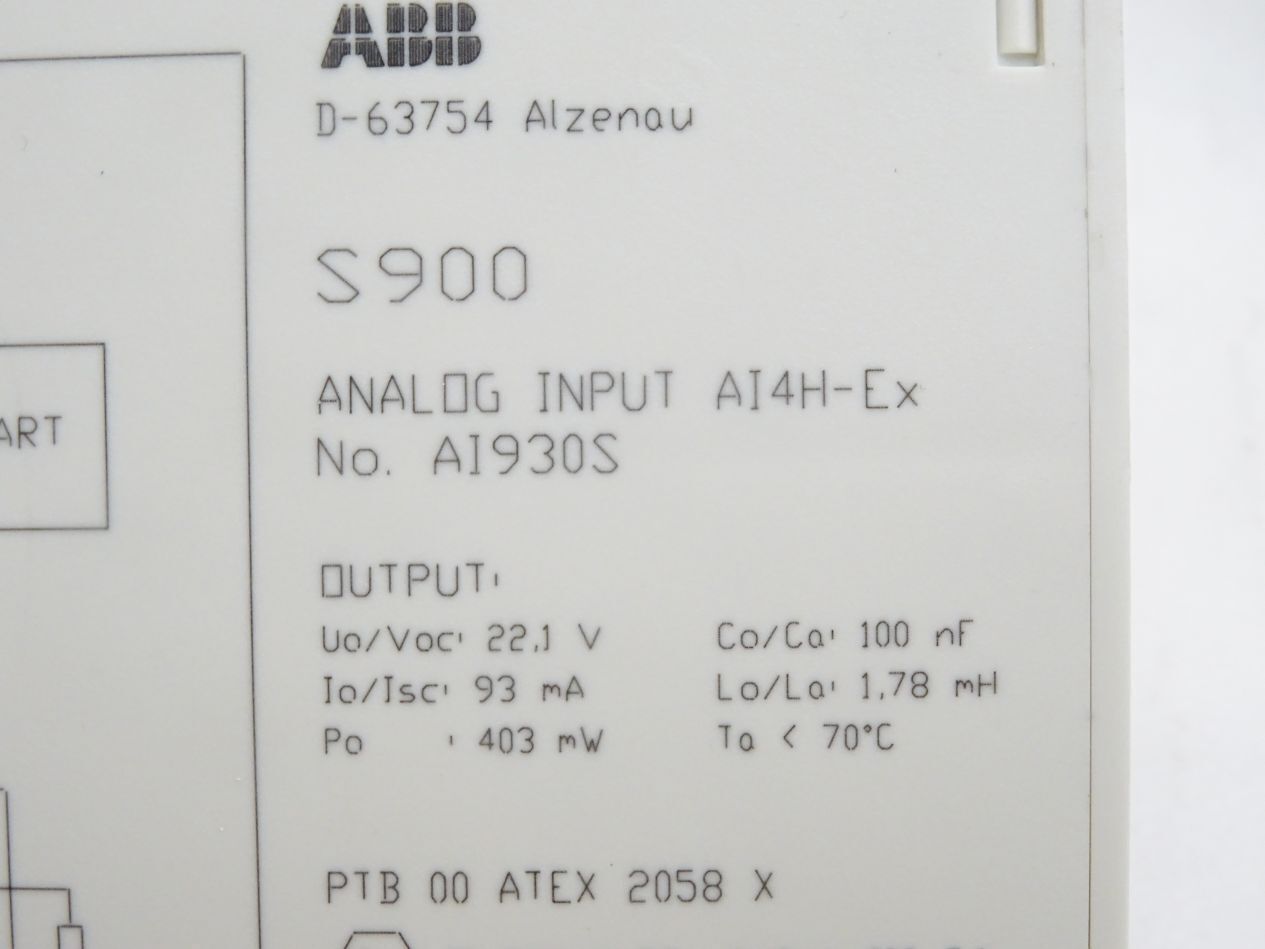 ABB
D-63754 Alzenau
S900
ANALOG INPUT AI4H-Ex
No. AI930S
ART
OUTPUT:
Uo/Voc: 22,1 V Co/Ca: 100 nF
Io/Isc: 93 mA Lo/La: 1,78 mH
Po : 403 mW Ta < 70°C
PTB 00 ATEX 2058 X